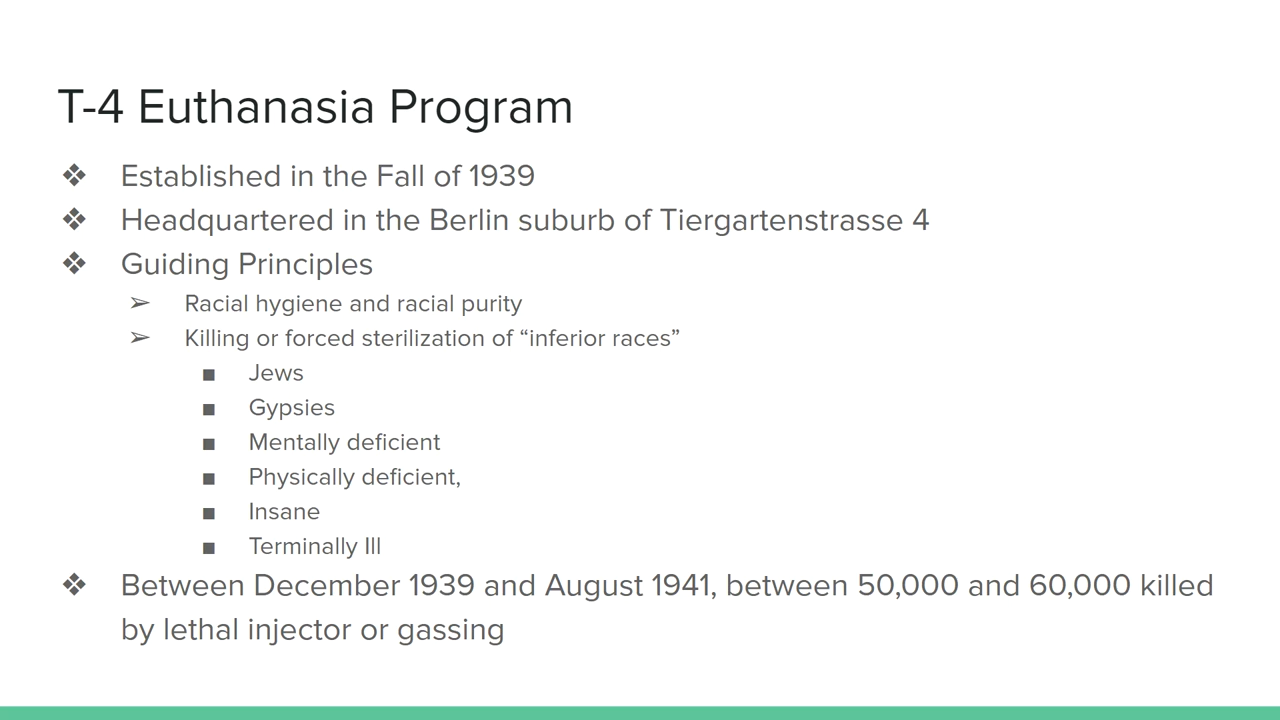 T-4 Euthanasia Program
❖ Established in the Fall of 1939
❖ Headquartered in the Berlin suburb of Tiergartenstrasse 4
❖ Guiding Principles
➢ Racial hygiene and racial purity
➢ Killing or forced sterilization of “inferior races”
■ Jews
■ Gypsies
■ Mentally deficient
■ Physically deficient,
■ Insane
■ Terminally Ill
❖ Between December 1939 and August 1941, between 50,000 and 60,000 killed
by lethal injector or gassing